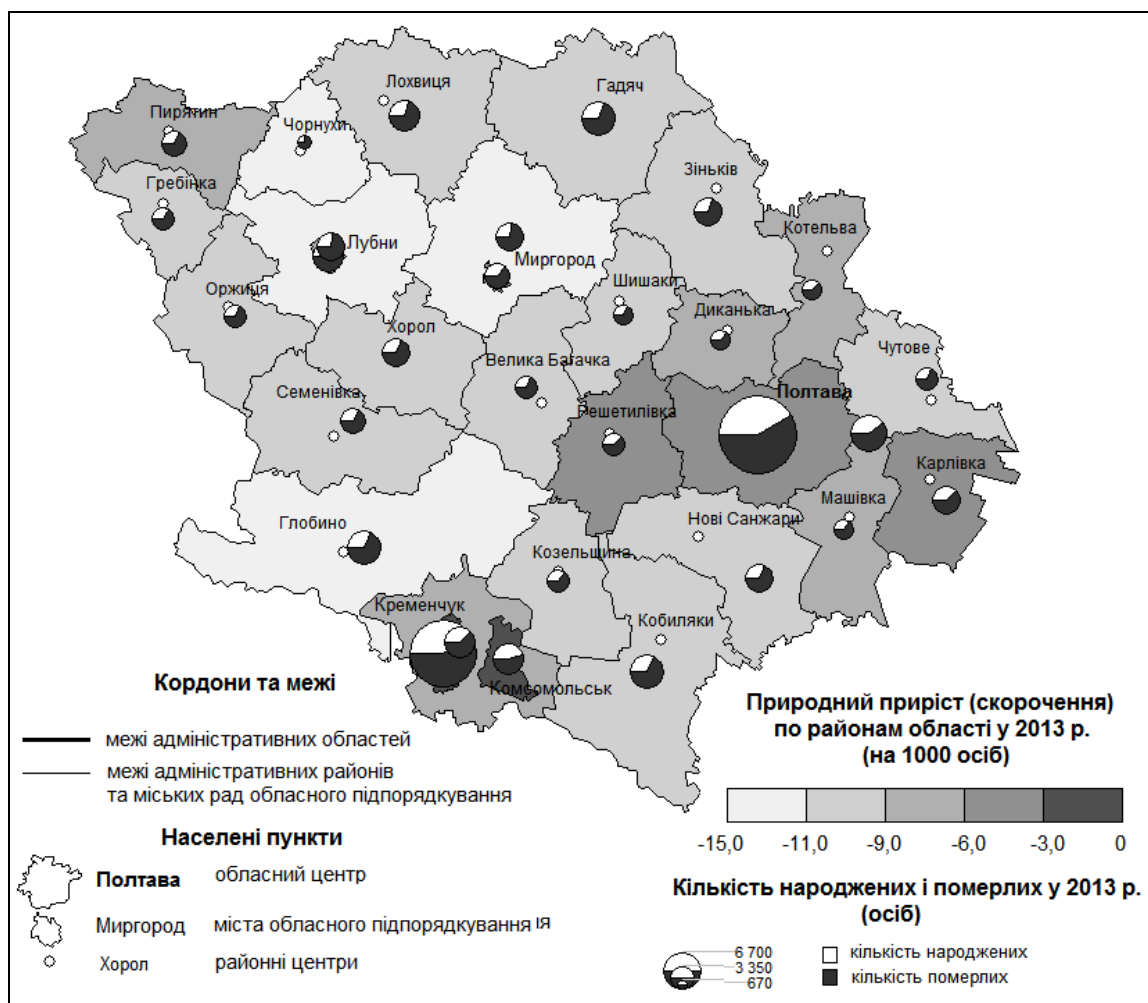 Лохвиця
Гадяч
Пирятин
Чорнухи
Зіньків
Гребінка
Котельва
Лубни
Миргород
Шишаки
Оржиця
Диканька
Хорол
Чутове
Велика Багачка
Семенівка
Полтава
Решетилівка
Карлівка
Машівка
Глобино
Нові Санжари
Козельщина
Кременчук
Кобиляки
Комсомольськ
Кордони та межі
межі адміністративних областей
межі адміністративних районів
та міських рад обласного підпорядкування
Населені пункти
Полтава обласний центр
Миргород міста обласного підпорядкування ія
Хорол районні центри
Природний приріст (скорочення)
по районам області у 2013 р.
(на 1000 осіб)
-15,0 -11,0 -9,0 -6,0 -3,0 0
Кількість народжених і померлих у 2013 р.
(осіб)
6 700
3 350
670
кількість народжених
кількість померлих